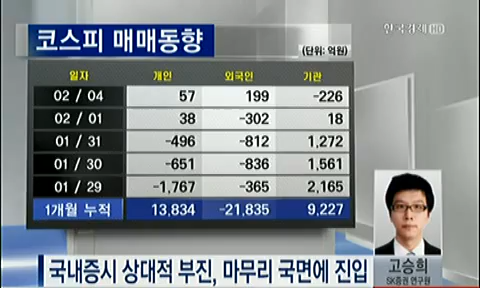 한국경제 HD
코스피 매매동향
(단위: 억원)
일자 개인 외국인 기관
02 / 04 57 199 -226
02 / 01 38 -302 18
01 / 31 -496 -812 1,272
01 / 30 -651 -836 1,561
01 / 29 -1,767 -365 2,165
1개월 누적 13,834 -21,835 9,227
고승희
SK증권 연구원
국내증시 상대적 부진, 마무리 국면에 진입